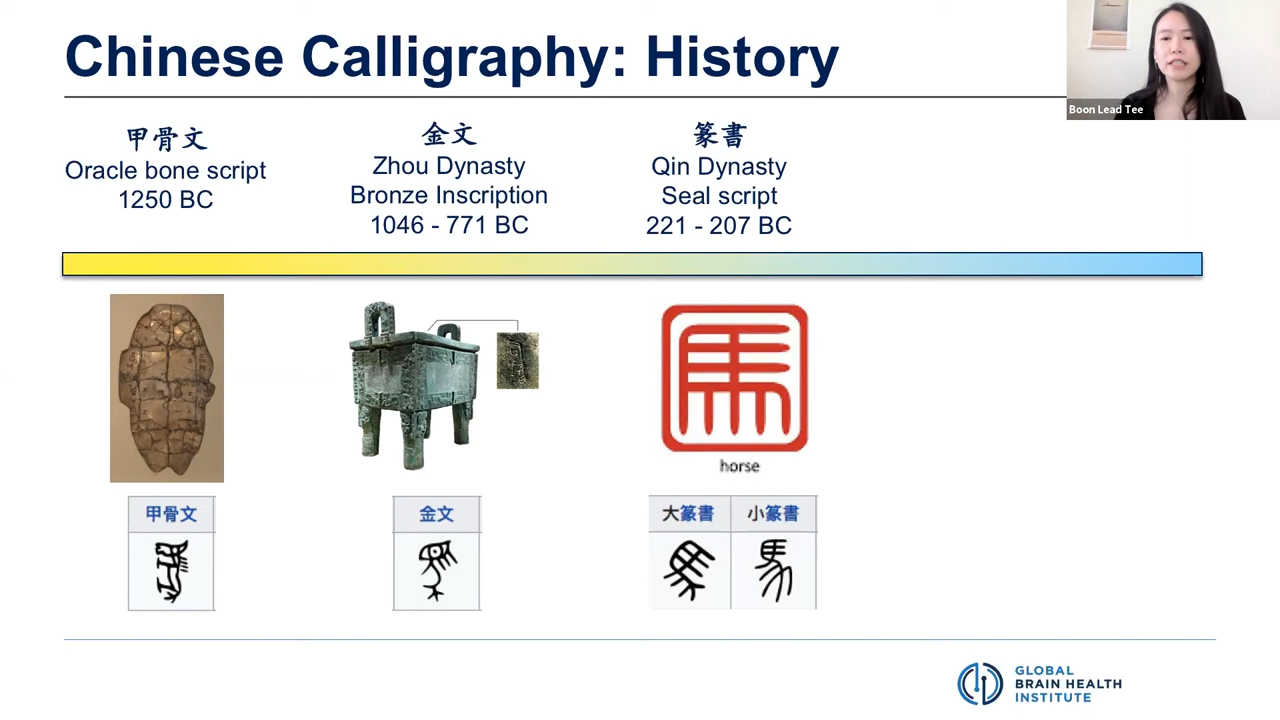 Chinese Calligraphy: History
Boon Lead Tee
甲骨文
Oracle bone script
1250 BC
金文
Zhou Dynasty
Bronze Inscription
1046 - 771 BC
篆書
Qin Dynasty
Seal script
221 - 207 BC
馬
horse
甲骨文
金文
大篆書
小篆書
GLOBAL
BRAIN HEALTH
INSTITUTE